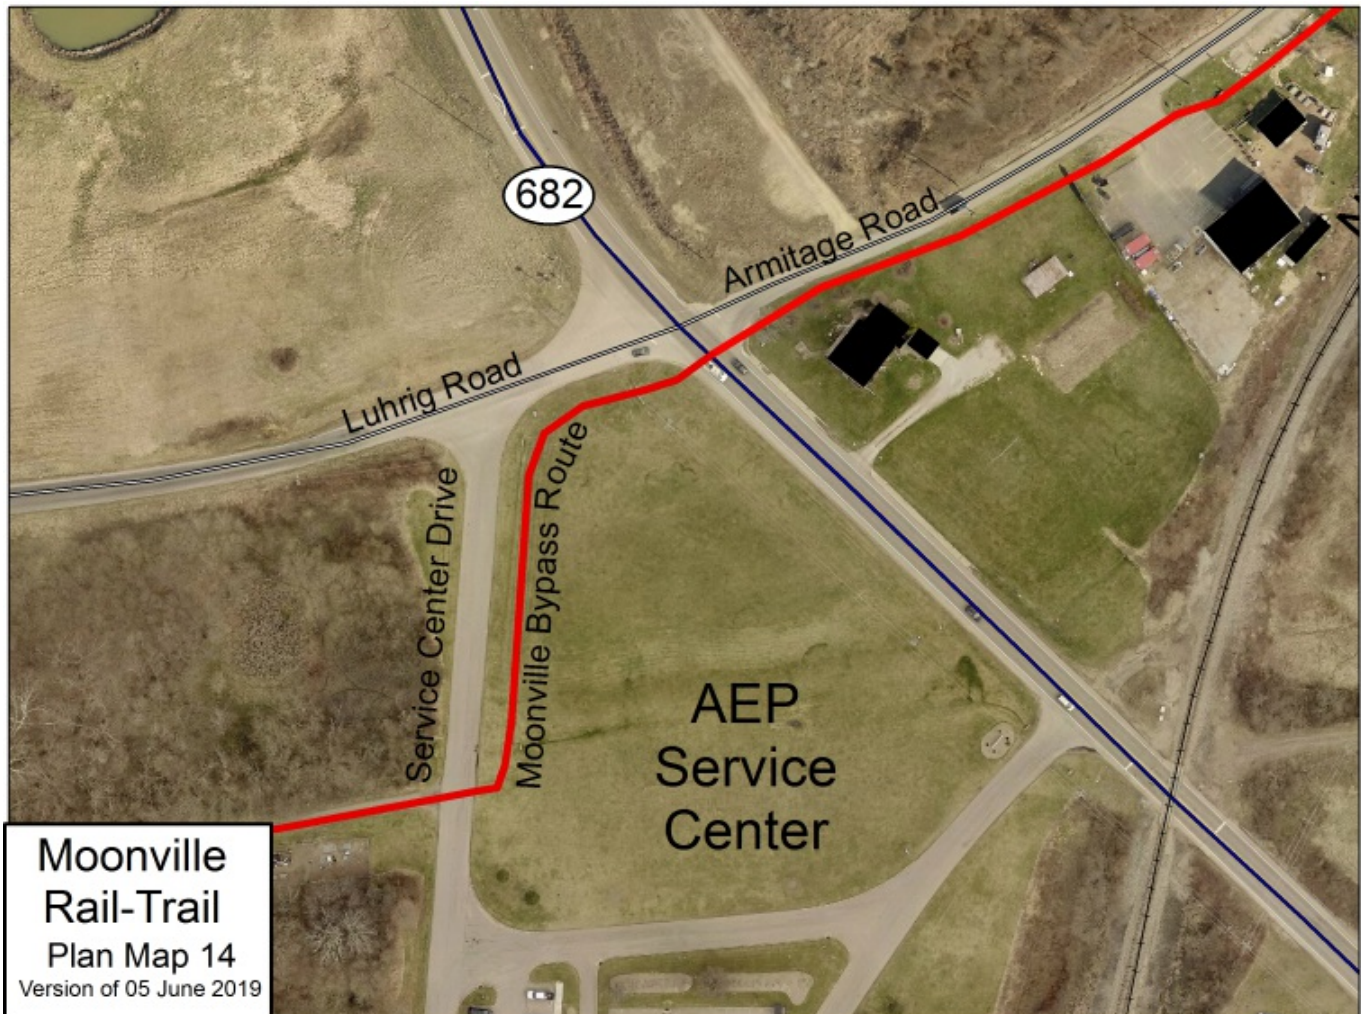 682
Armitage Road
Luhrig Road
Service Center Drive
Moonville Bypass Route
AEP
Service
Center
Moonville
Rail-Trail
Plan Map 14
Version of 05 June 2019